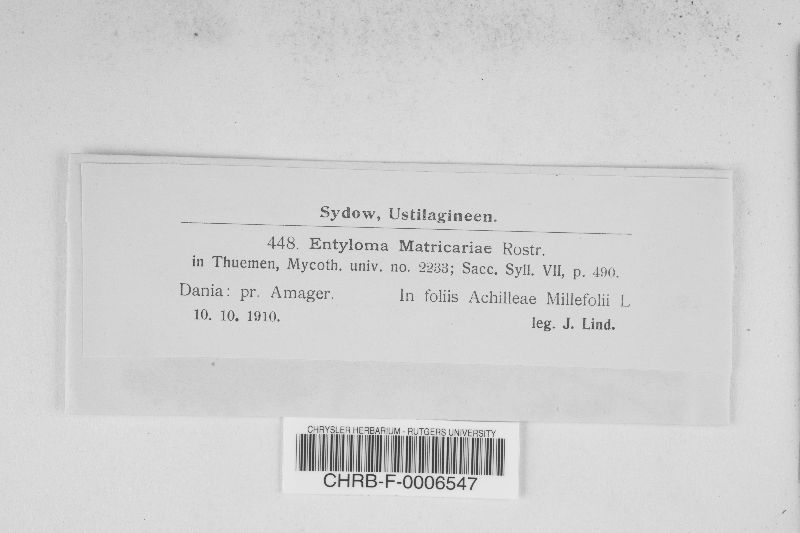 Sydow, Ustilagineen.
448. Entyloma Matricariae Rostr.
in Thuemen, Mycoth. univ. no. 2233; Sacc. Syll. VII, p. 490.
Dania: pr. Amager. In foliis Achilleae Millefolii L
10. 10. 1910. leg. J. Lind.
CHRYSLER HERBARIUM - RUTGERS UNIVERSITY
CHRB-F-0006547